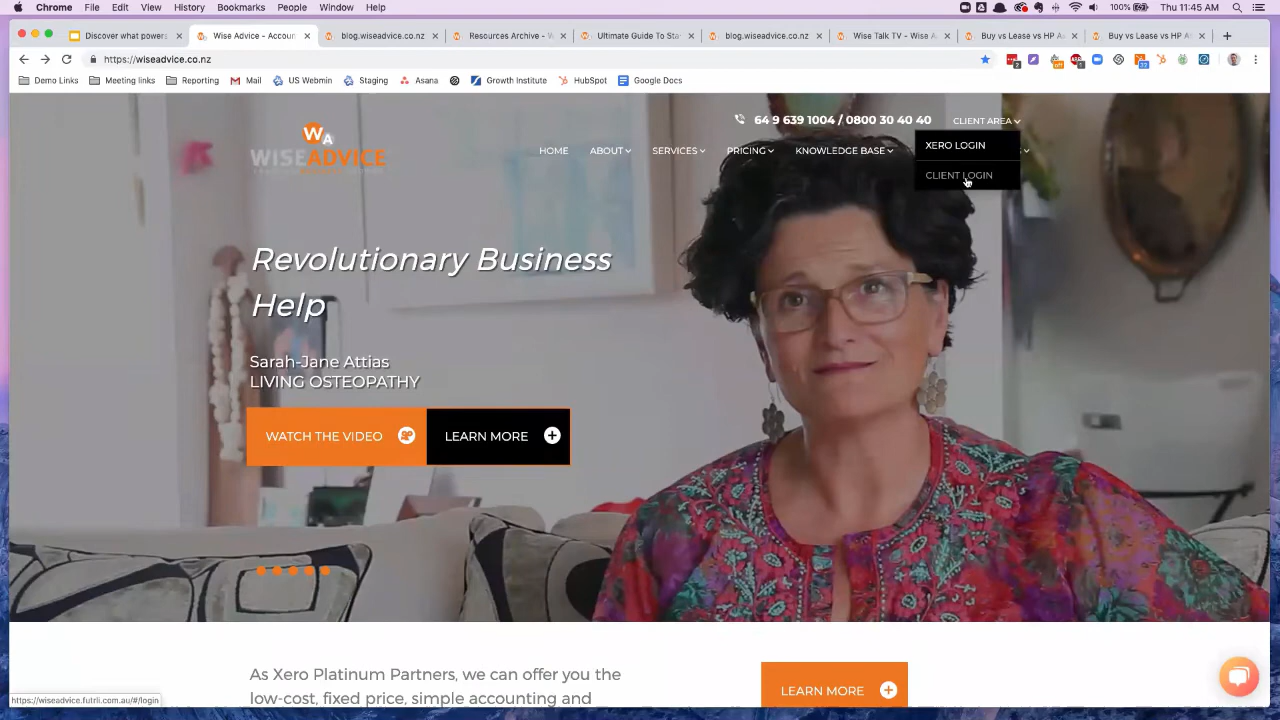 Chrome File Edit View History Bookmarks People Window Help 100% Thu 11:45 AM
Discover what powers Wise Advice - Accoun blog.wiseadvice.co.nz Resources Archive - W Ultimate Guide To Sta blog.wiseadvice.co.nz Wise Talk TV - Wise A Buy vs Lease vs HP As Buy vs Lease vs HP As
https://wiseadvice.co.nz
Demo Links Meeting links Reporting Mail US Webmin Staging Asana Growth Institute HubSpot Google Docs
64 9 639 1004 / 0800 30 40 40 CLIENT AREA
WA
WISEADVICE
HOME ABOUT SERVICES PRICING KNOWLEDGE BASE
XERO LOGIN
CLIENT LOGIN
Revolutionary Business
Help
Sarah-Jane Attias
LIVING OSTEOPATHY
WATCH THE VIDEO LEARN MORE
As Xero Platinum Partners, we can offer you the
low-cost, fixed price, simple accounting and
LEARN MORE
https://wiseadvice.futrli.com.au/#/login